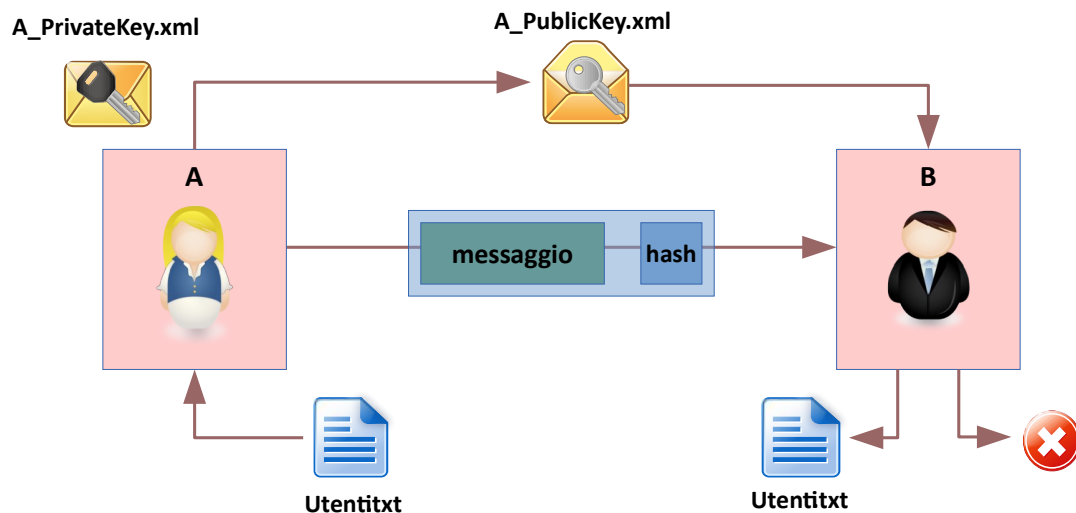 A_PrivateKey.xml
A_PublicKey.xml
A
B
messaggio
hash
Utentitxt
Utentitxt